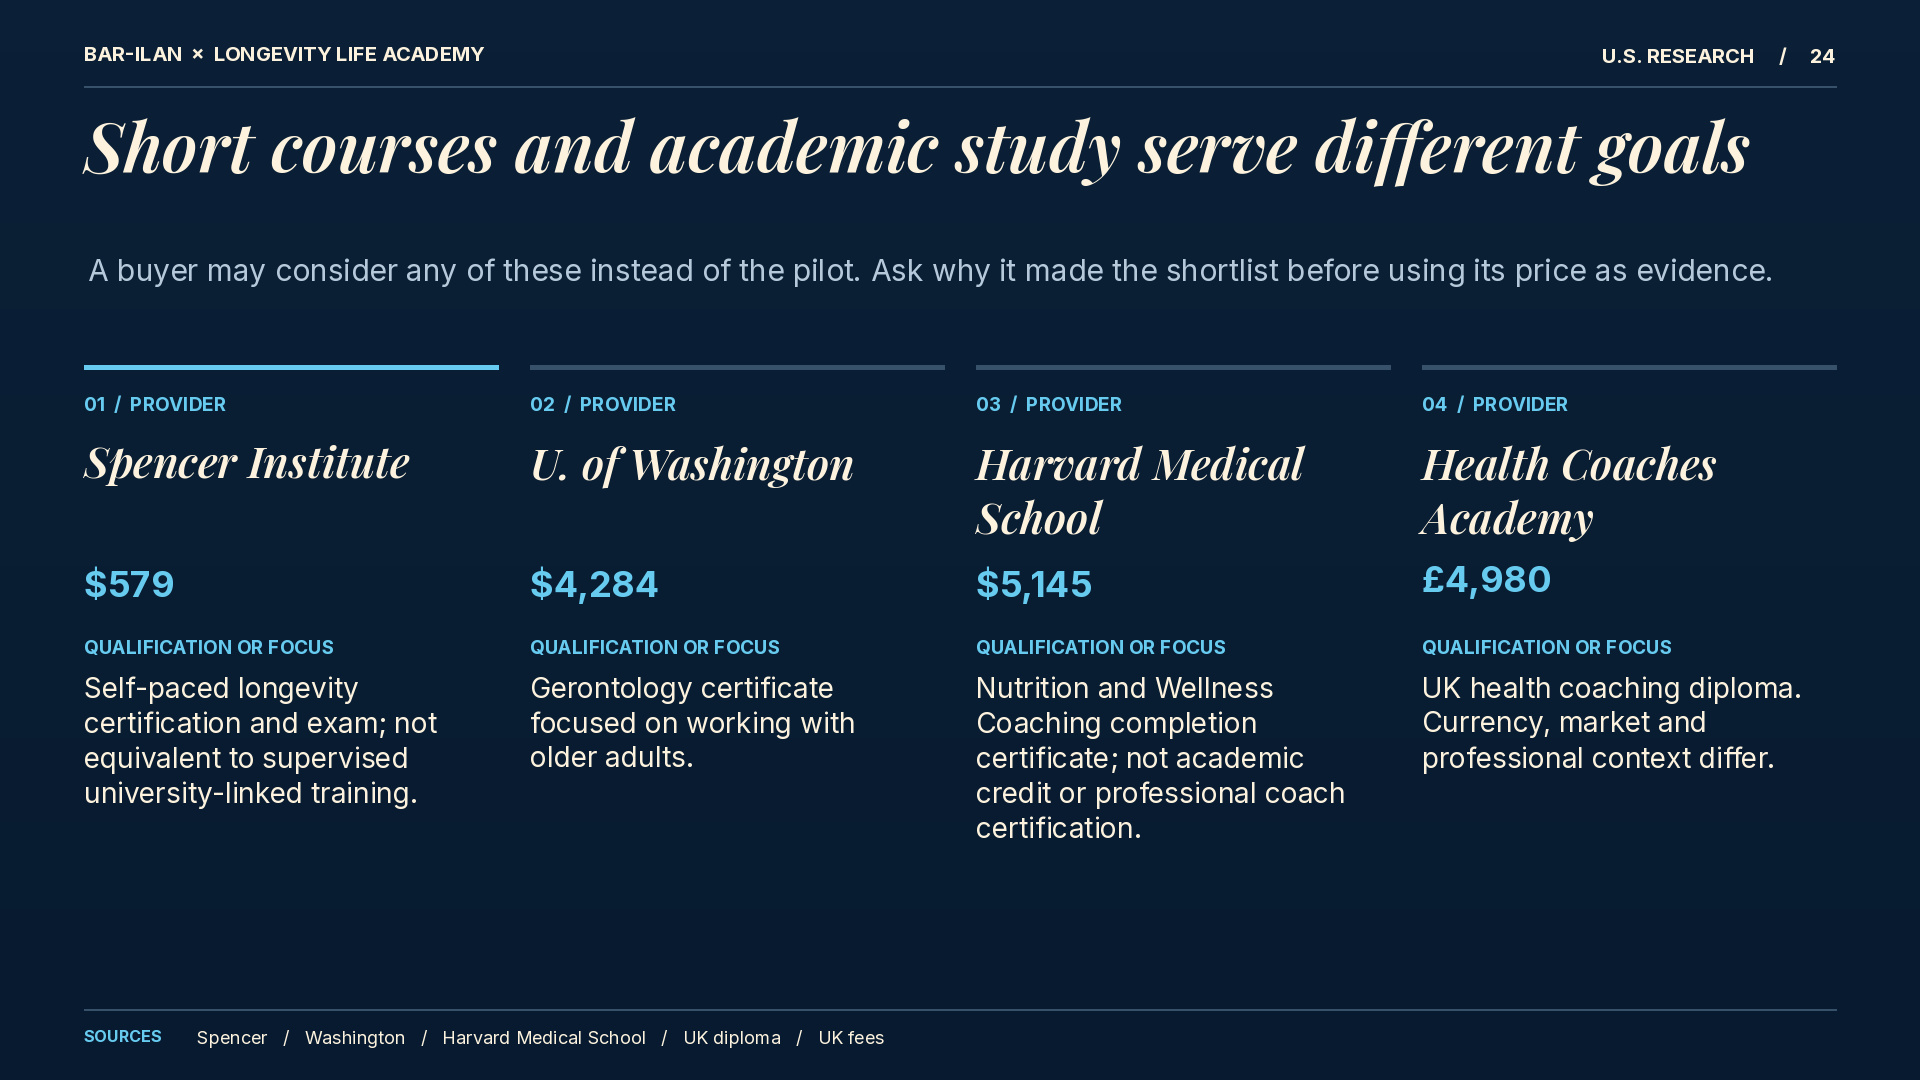 BAR-ILAN × LONGEVITY LIFE ACADEMY
U.S. RESEARCH / 24
Short courses and academic study serve different goals
A buyer may consider any of these instead of the pilot. Ask why it made the shortlist before using its price as evidence.
01 / PROVIDER
Spencer Institute
$579
QUALIFICATION OR FOCUS
Self-paced longevity
certification and exam; not
equivalent to supervised
university-linked training.
02 / PROVIDER
U. of Washington
$4,284
QUALIFICATION OR FOCUS
Gerontology certificate
focused on working with
older adults.
03 / PROVIDER
Harvard Medical
School
$5,145
QUALIFICATION OR FOCUS
Nutrition and Wellness
Coaching completion
certificate; not academic
credit or professional coach
certification.
04 / PROVIDER
Health Coaches
Academy
£4,980
QUALIFICATION OR FOCUS
UK health coaching diploma.
Currency, market and
professional context differ.
SOURCES Spencer / Washington / Harvard Medical School / UK diploma / UK fees